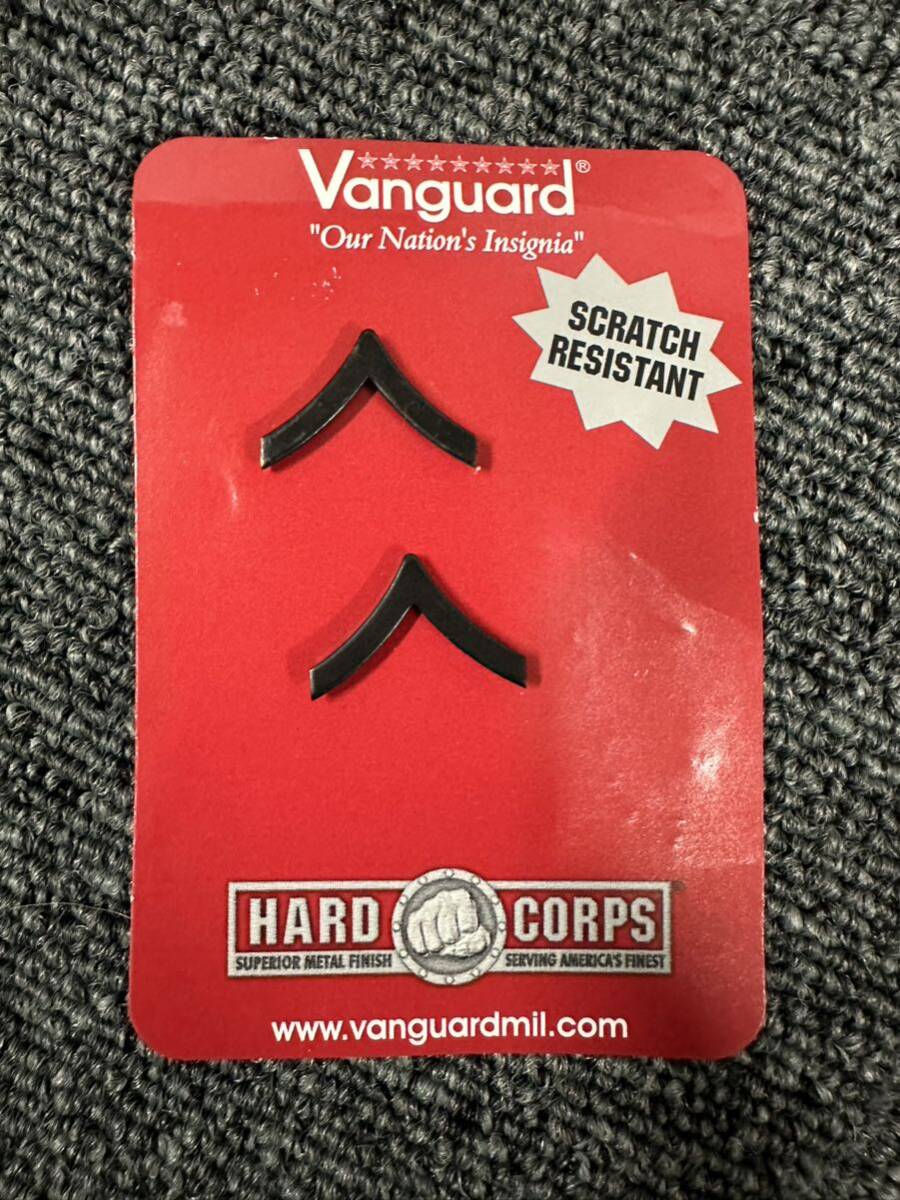 Vanguard®
"Our Nation's Insignia"
SCRATCH
RESISTANT
HARD CORPS
SUPERIOR METAL FINISH SERVING AMERICA'S FINEST
www.vanguardmil.com